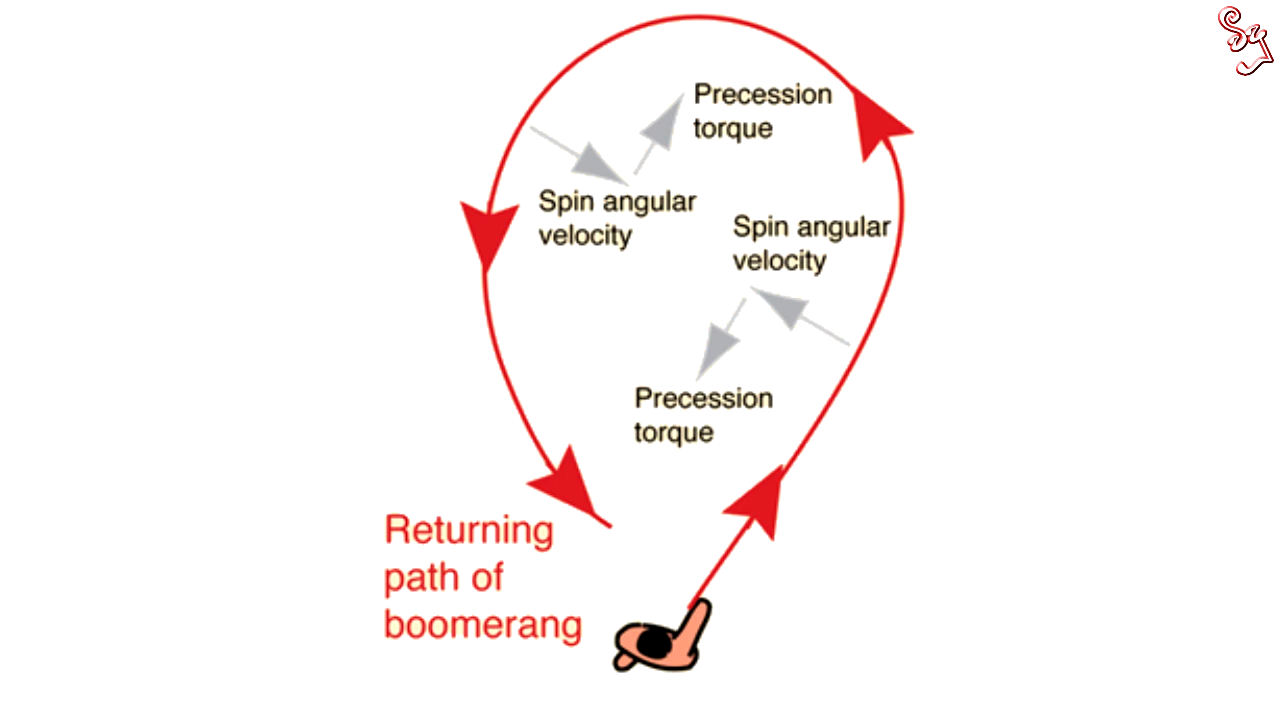 Precession
torque
Spin angular
velocity
Spin angular
velocity
Precession
torque
Returning
path of
boomerang